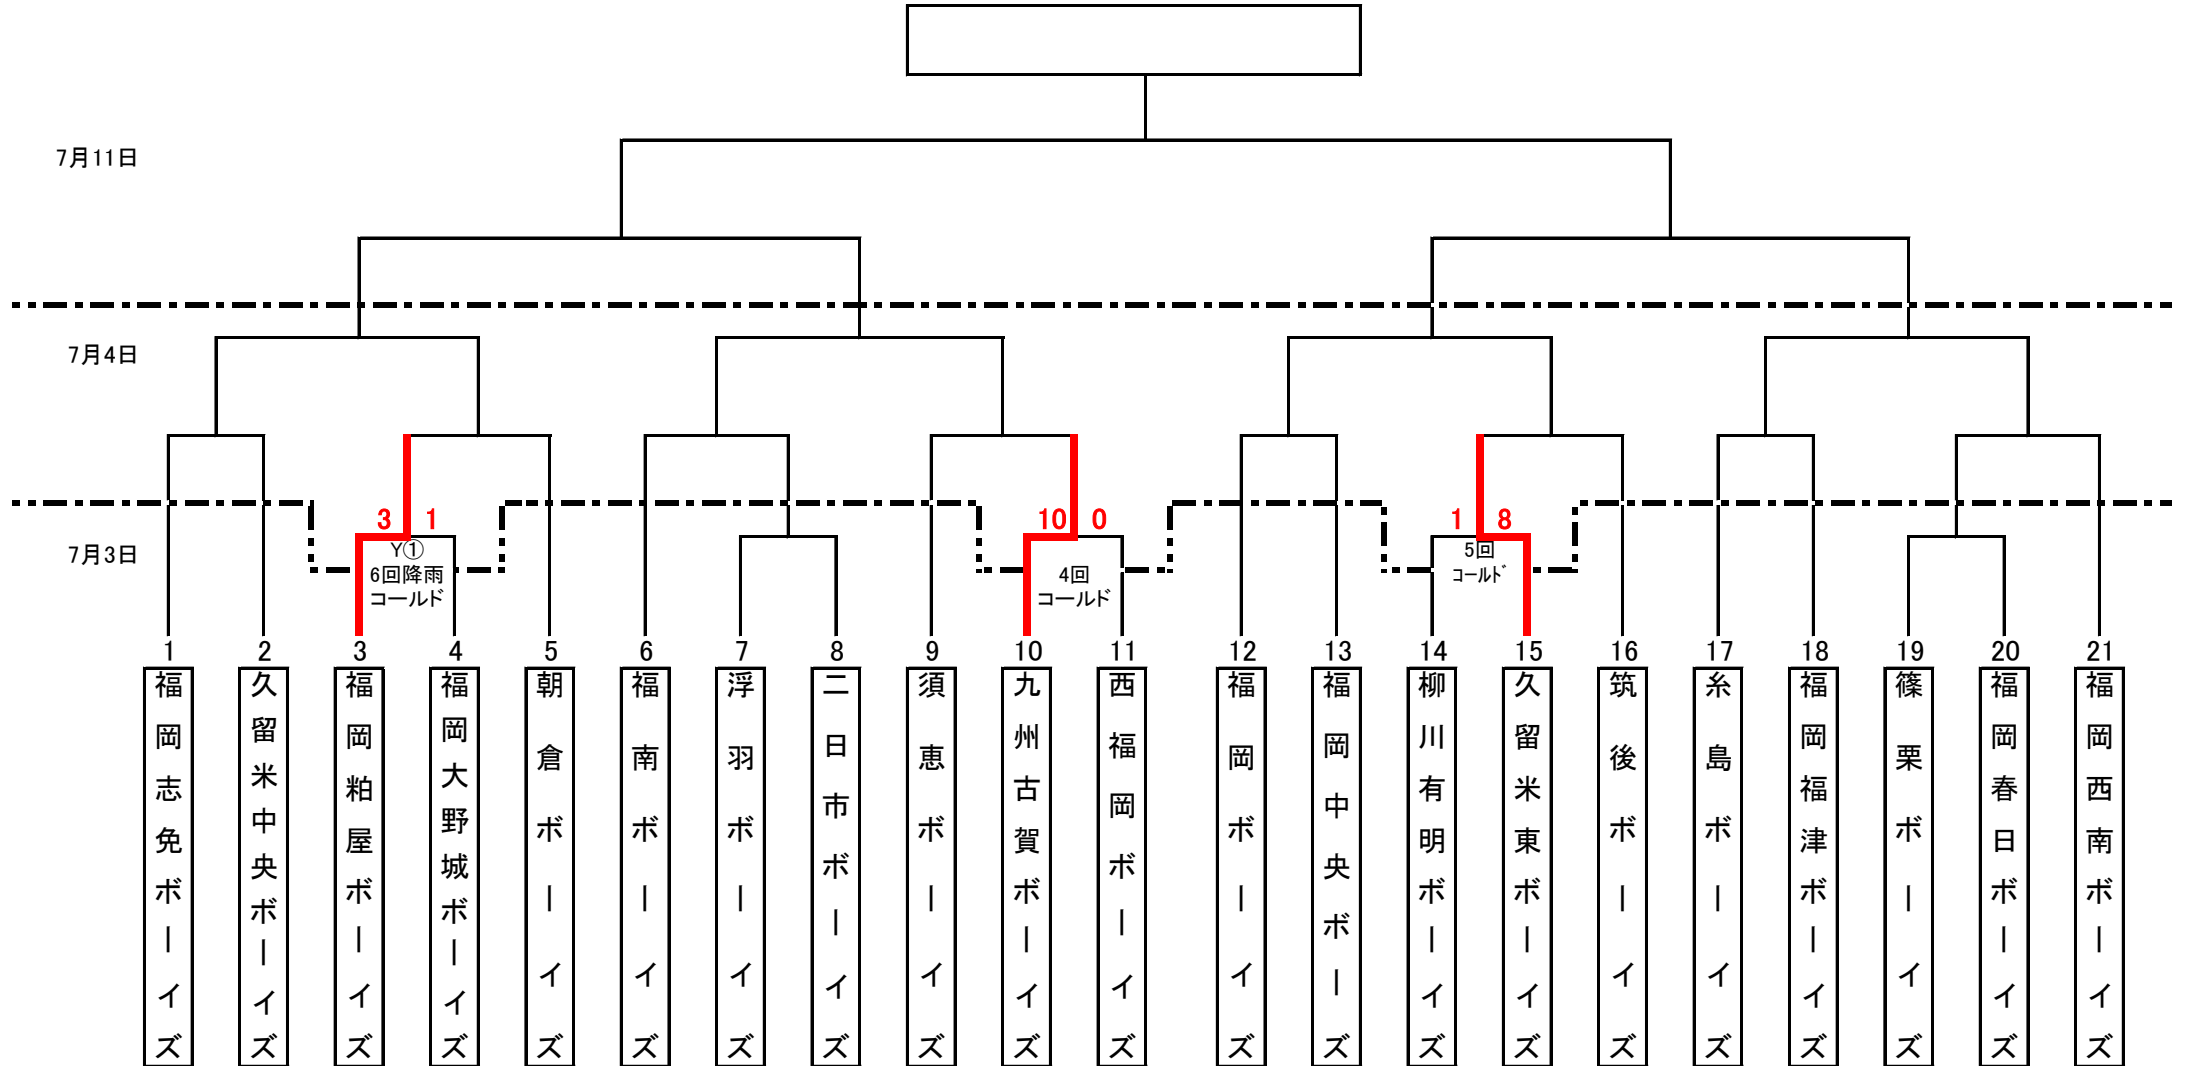 7月11日
7月4日
7月3日
3 1
Y①
6回降雨
コールド
10 0
4回
コールド
1 8
5回
コールド
1 2 3 4 5 6 7 8 9 10 11 12 13 14 15 16 17 18 19 20 21
福岡志免ボーイズ
久留米中央ボーイズ
福岡粕屋ボーイズ
福岡大野城ボーイズ
朝倉ボーイズ
福南ボーイズ
浮羽ボーイズ
二日市ボーイズ
須恵ボーイズ
九州古賀ボーイズ
西福岡ボーイズ
福岡ボーイズ
福岡中央ボーズ
柳川有明ボーイズ
久留米東ボーイズ
筑後ボーイズ
糸島ボーイズ
福岡福津ボーイズ
篠栗ボーイズ
福岡春日ボーイズ
福岡西南ボーイズ